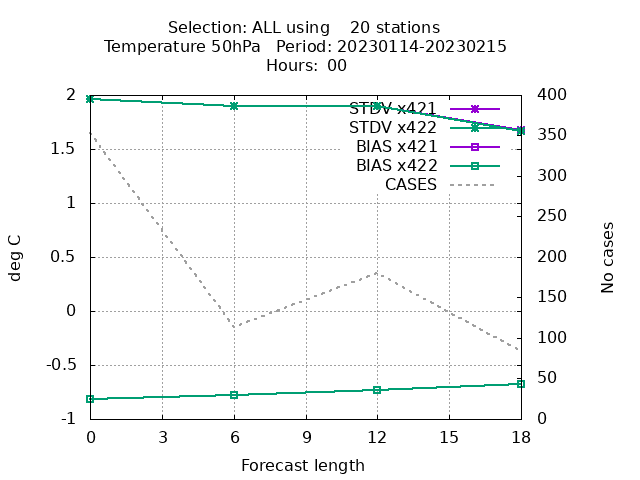 Selection: ALL using    20 stations
Temperature 50hPa   Period: 20230114-20230215
Hours:  00
2
1.5
1
0.5
0
-0.5
-1
deg C
400
350
300
250
200
150
100
50
0
No cases
STDV x421
STDV x422
BIAS x421
BIAS x422
CASES
0 3 6 9 12 15 18
Forecast length